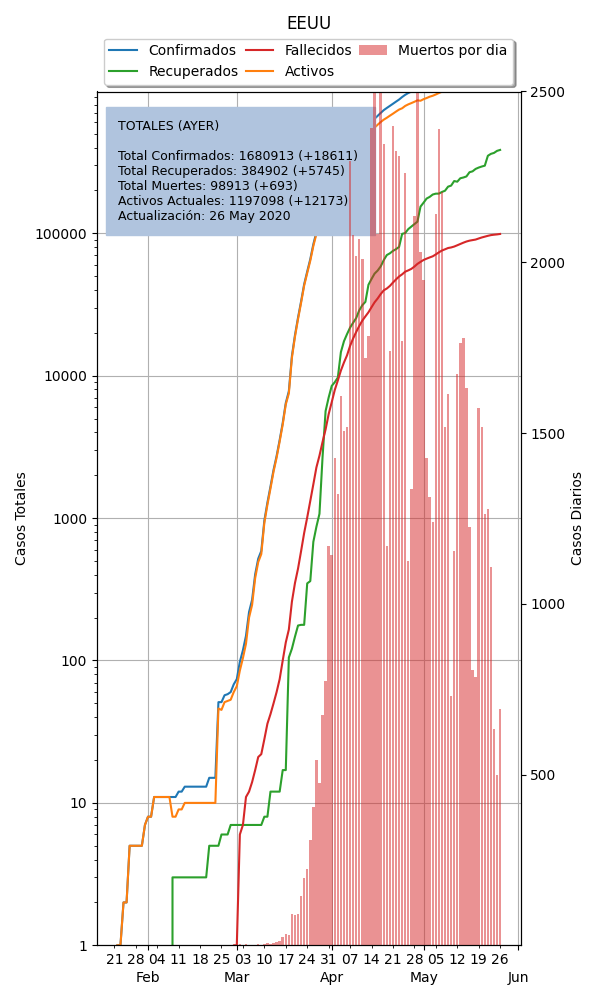 EEUU
Confirmados
Recuperados
Fallecidos
Activos
Muertos por dia
TOTALES (AYER)
Total Confirmados: 1680913 (+18611)
Total Recuperados: 384902 (+5745)
Total Muertes: 98913 (+693)
Activos Actuales: 1197098 (+12173)
Actualización: 26 May 2020
Casos Totales
100000
10000
1000
100
10
1
2500
2000
1500
1000
500
Casos Diarios
21 28 04 11 18 25 03 10 17 24 31 07 14 21 28 05 12 19 26
Feb Mar Apr May Jun